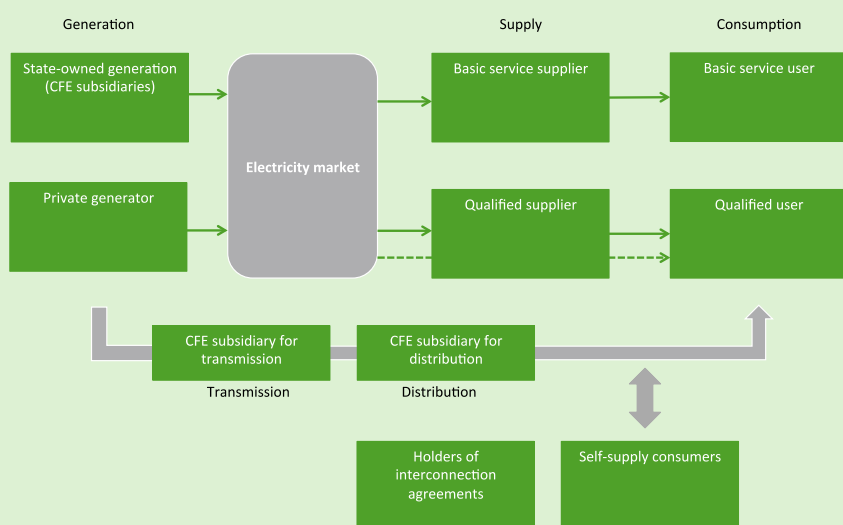 Generation
Supply
Consumption
State-owned generation
(CFE subsidiaries)
Basic service supplier
Basic service user
Electricity market
Private generator
Qualified supplier
Qualified user
CFE subsidiary for
transmission
CFE subsidiary for
distribution
Transmission
Distribution
Holders of
interconnection
agreements
Self-supply consumers